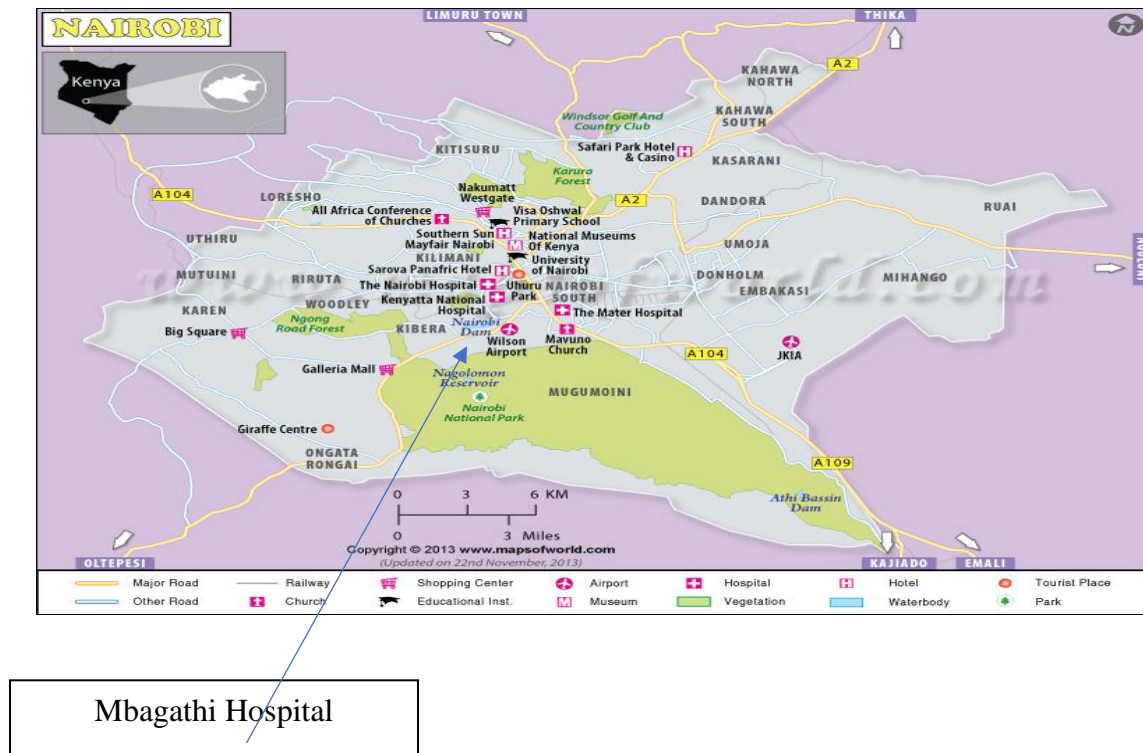 NAIROBI
LIMURU TOWN
THIKA
Kenya
A2
KAHAWA
NORTH
KAHAWA
SOUTH
Windsor Golf And
Country Club
Safari Park Hotel
& Casino
KITISURU
KASARANI
Karura
Forest
Nakumatt
Westgate
A104
LORESHO
A2
DANDORA
RUAI
All Africa Conference
of Churches
Visa Oshwal
Primary School
Southern Sun
Mayfair Nairobi
National Museums
Of Kenya
UTHIRU
UMOJA
KILIMANI
University
of Nairobi
Sarova Panafric Hotel
MUTUINI
RIRUTA
DONHOLM
MIHANGO
The Nairobi Hospital
Uhuru
Park
NAIROBI
SOUTH
EMBAKASI
Kenyatta National
Hospital
WOODLEY
KAREN
The Mater Hospital
Ngong
Road Forest
KIBERA
Nairobi
Dam
Big Square
Wilson
Airport
Mavuno
Church
A104
JKIA
Galleria Mall
Nagolomon
Reservoir
MUGUMOINI
Nairobi
National Park
Giraffe Centre
ONGATA
RONGAI
A109
Athi Bassin
Dam
0 3 6 KM
0 3 Miles
Copyright © 2013 www.mapsofworld.com
(Updated on 22nd November, 2013)
OLTEPESI
KAJIADO
EMALI
Major Road
Railway
Shopping Center
Airport
Hospital
Hotel
Tourist Place
Other Road
Church
Educational Inst.
Museum
Vegetation
Waterbody
Park
Mbagathi Hospital